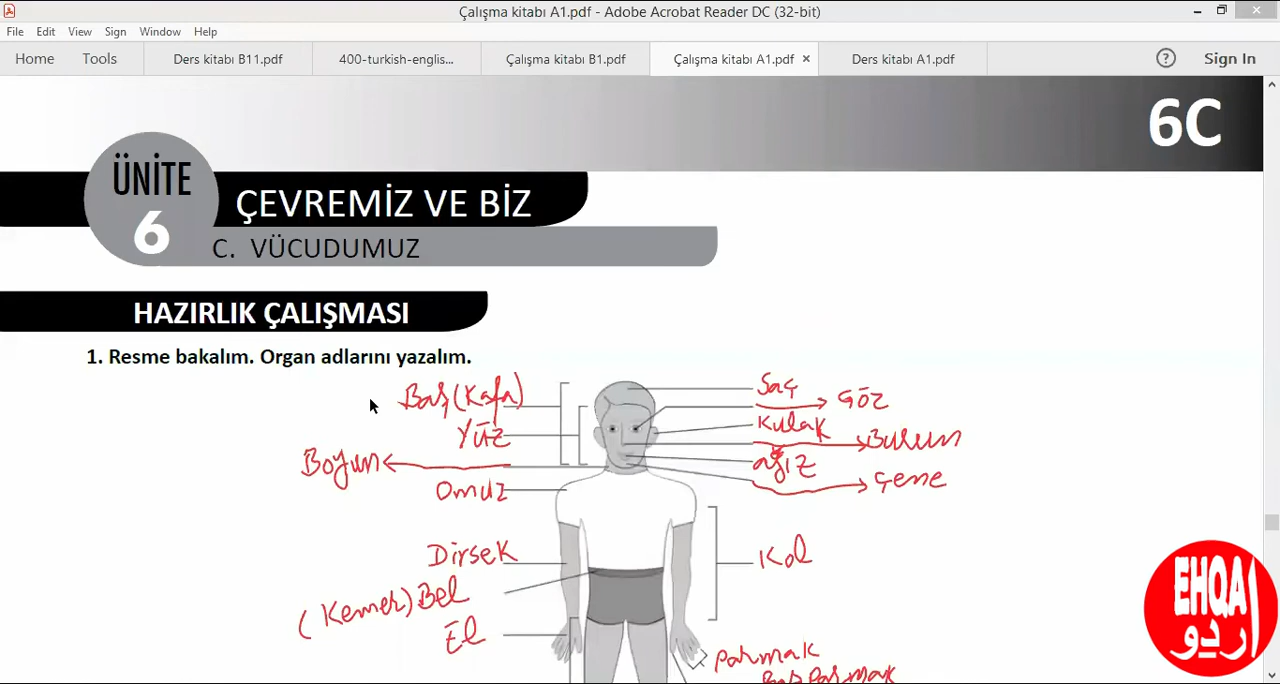 Çalışma kitabı A1.pdf - Adobe Acrobat Reader DC (32-bit)
File Edit View Sign Window Help
Home Tools Ders kitabı B11.pdf 400-turkish-englis... Çalışma kitabı B1.pdf Çalışma kitabı A1.pdf × Ders kitabı A1.pdf ? Sign In
6C
ÜNİTE
6
ÇEVREMİZ VE BİZ
C. VÜCUDUMUZ
HAZIRLIK ÇALIŞMASI
1. Resme bakalım. Organ adlarını yazalım.
Baş (Kafa)
Saç
Göz
Yüz
Kulak
Burun
Boyun
ağız
Çene
Omuz
Dirsek
Kol
(Kemer) Bel
El
Parmak
Baş Parmak
EHQAI
اردو